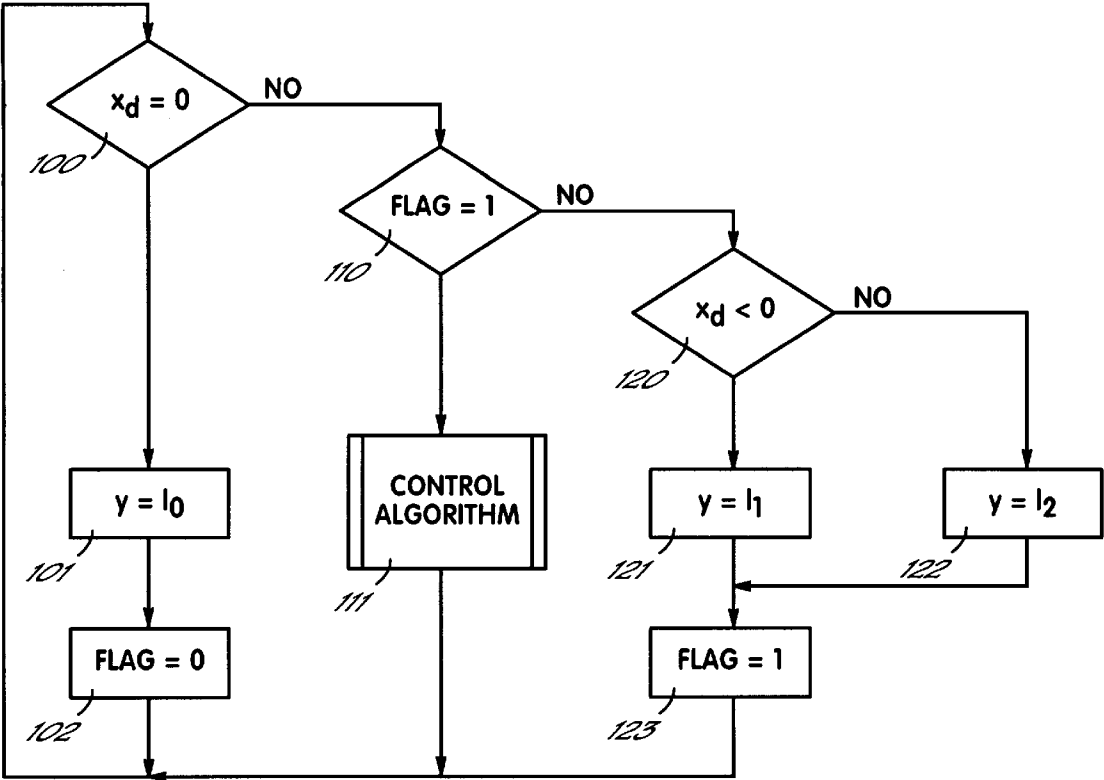 x_d = 0
NO
100
FLAG = 1
NO
110
x_d < 0
NO
120
y = I_0
101
CONTROL
ALGORITHM
111
y = I_1
121
y = I_2
122
FLAG = 0
102
FLAG = 1
123